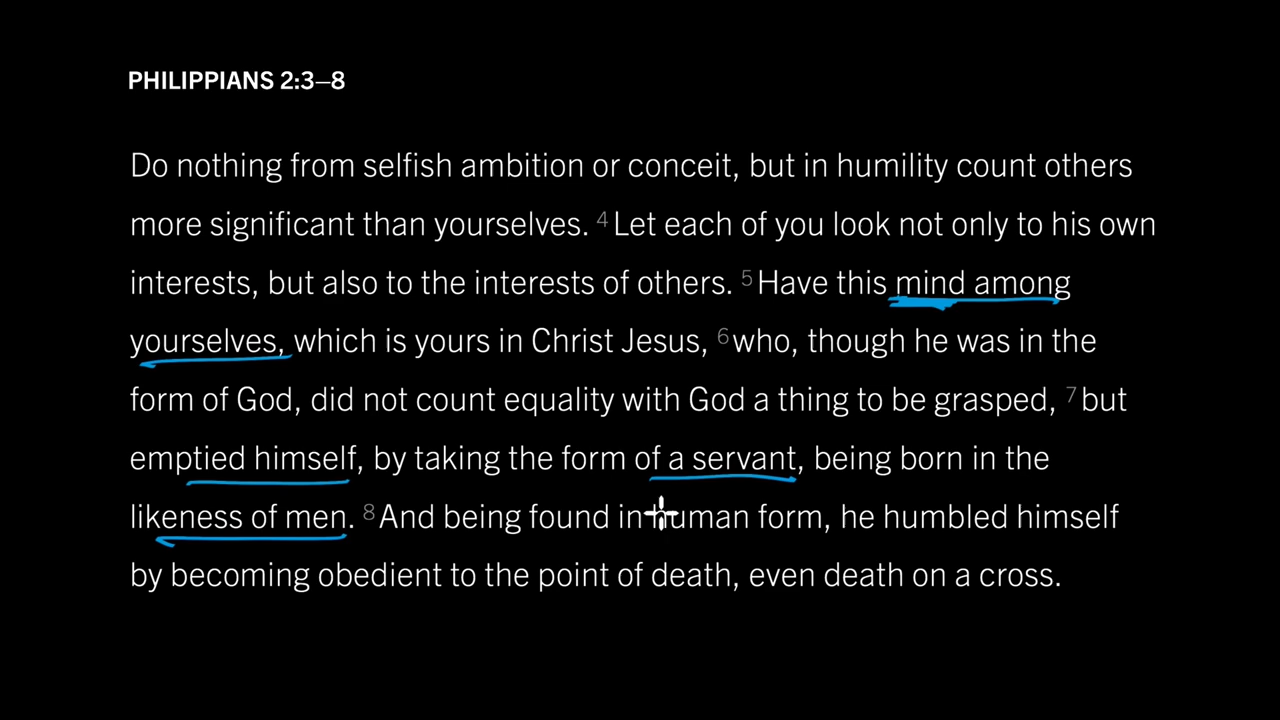 PHILIPPIANS 2:3–8
Do nothing from selfish ambition or conceit, but in humility count others
more significant than yourselves. 4 Let each of you look not only to his own
interests, but also to the interests of others. 5 Have this mind among
yourselves, which is yours in Christ Jesus, 6 who, though he was in the
form of God, did not count equality with God a thing to be grasped, 7 but
emptied himself, by taking the form of a servant, being born in the
likeness of men. 8 And being found in human form, he humbled himself
by becoming obedient to the point of death, even death on a cross.